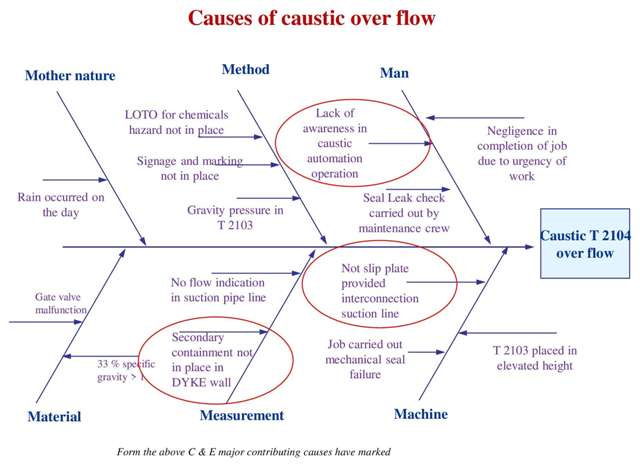 Causes of caustic over flow
Mother nature
Method
Man
LOTO for chemicals
hazard not in place
Signage and marking
not in place
Gravity pressure in
T 2103
Rain occurred on
the day
Lack of
awareness in
caustic
automation
operation
Negligence in
completion of job
due to urgency of
work
Seal Leak check
carried out by
maintenance crew
Caustic T 2104
over flow
No flow indication
in suction pipe line
Not slip plate
provided
interconnection
suction line
Gate valve
malfunction
33 % specific
gravity > 1
Secondary
containment not
in place in
DYKE wall
Job carried out
mechanical seal
failure
T 2103 placed in
elevated height
Material
Measurement
Machine
Form the above C & E major contributing causes have marked